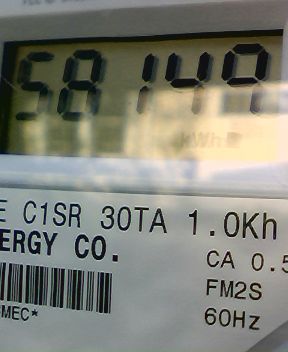 58149
kWh
E C1SR 30TA 1.0Kh
ERGY CO.
CA 0.5
FM2S
MEC*
60Hz